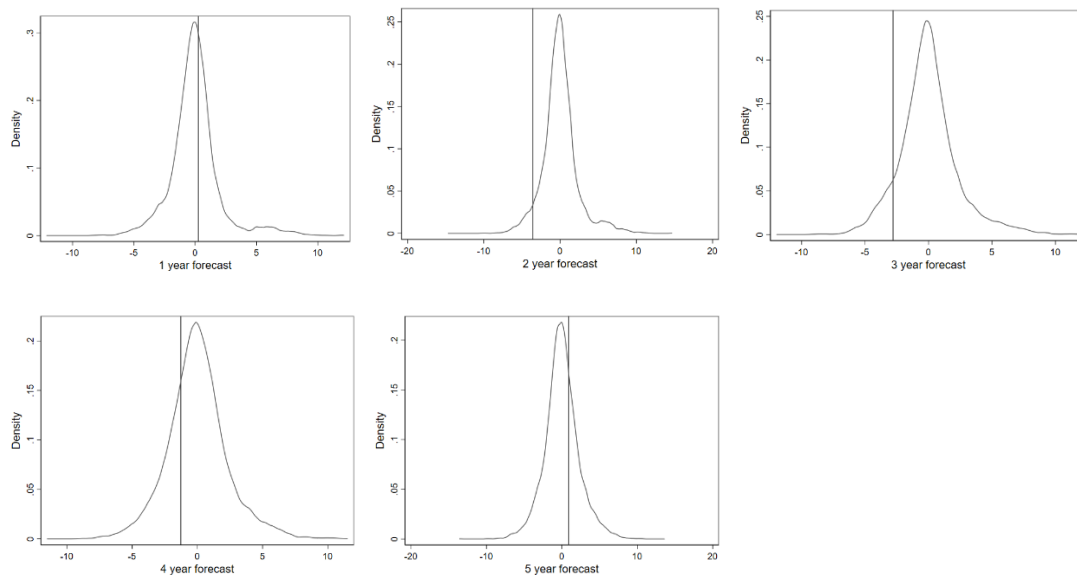 Density
0 .1 .2 .3
-10 -5 0 5 10
1 year forecast
Density
0 .05 .1 .15 .2 .25
-20 -10 0 10 20
2 year forecast
Density
0 .05 .1 .15 .2 .25
-10 -5 0 5 10
3 year forecast
Density
0 .05 .1 .15 .2
-10 -5 0 5 10
4 year forecast
Density
0 .05 .1 .15 .2
-20 -10 0 10 20
5 year forecast